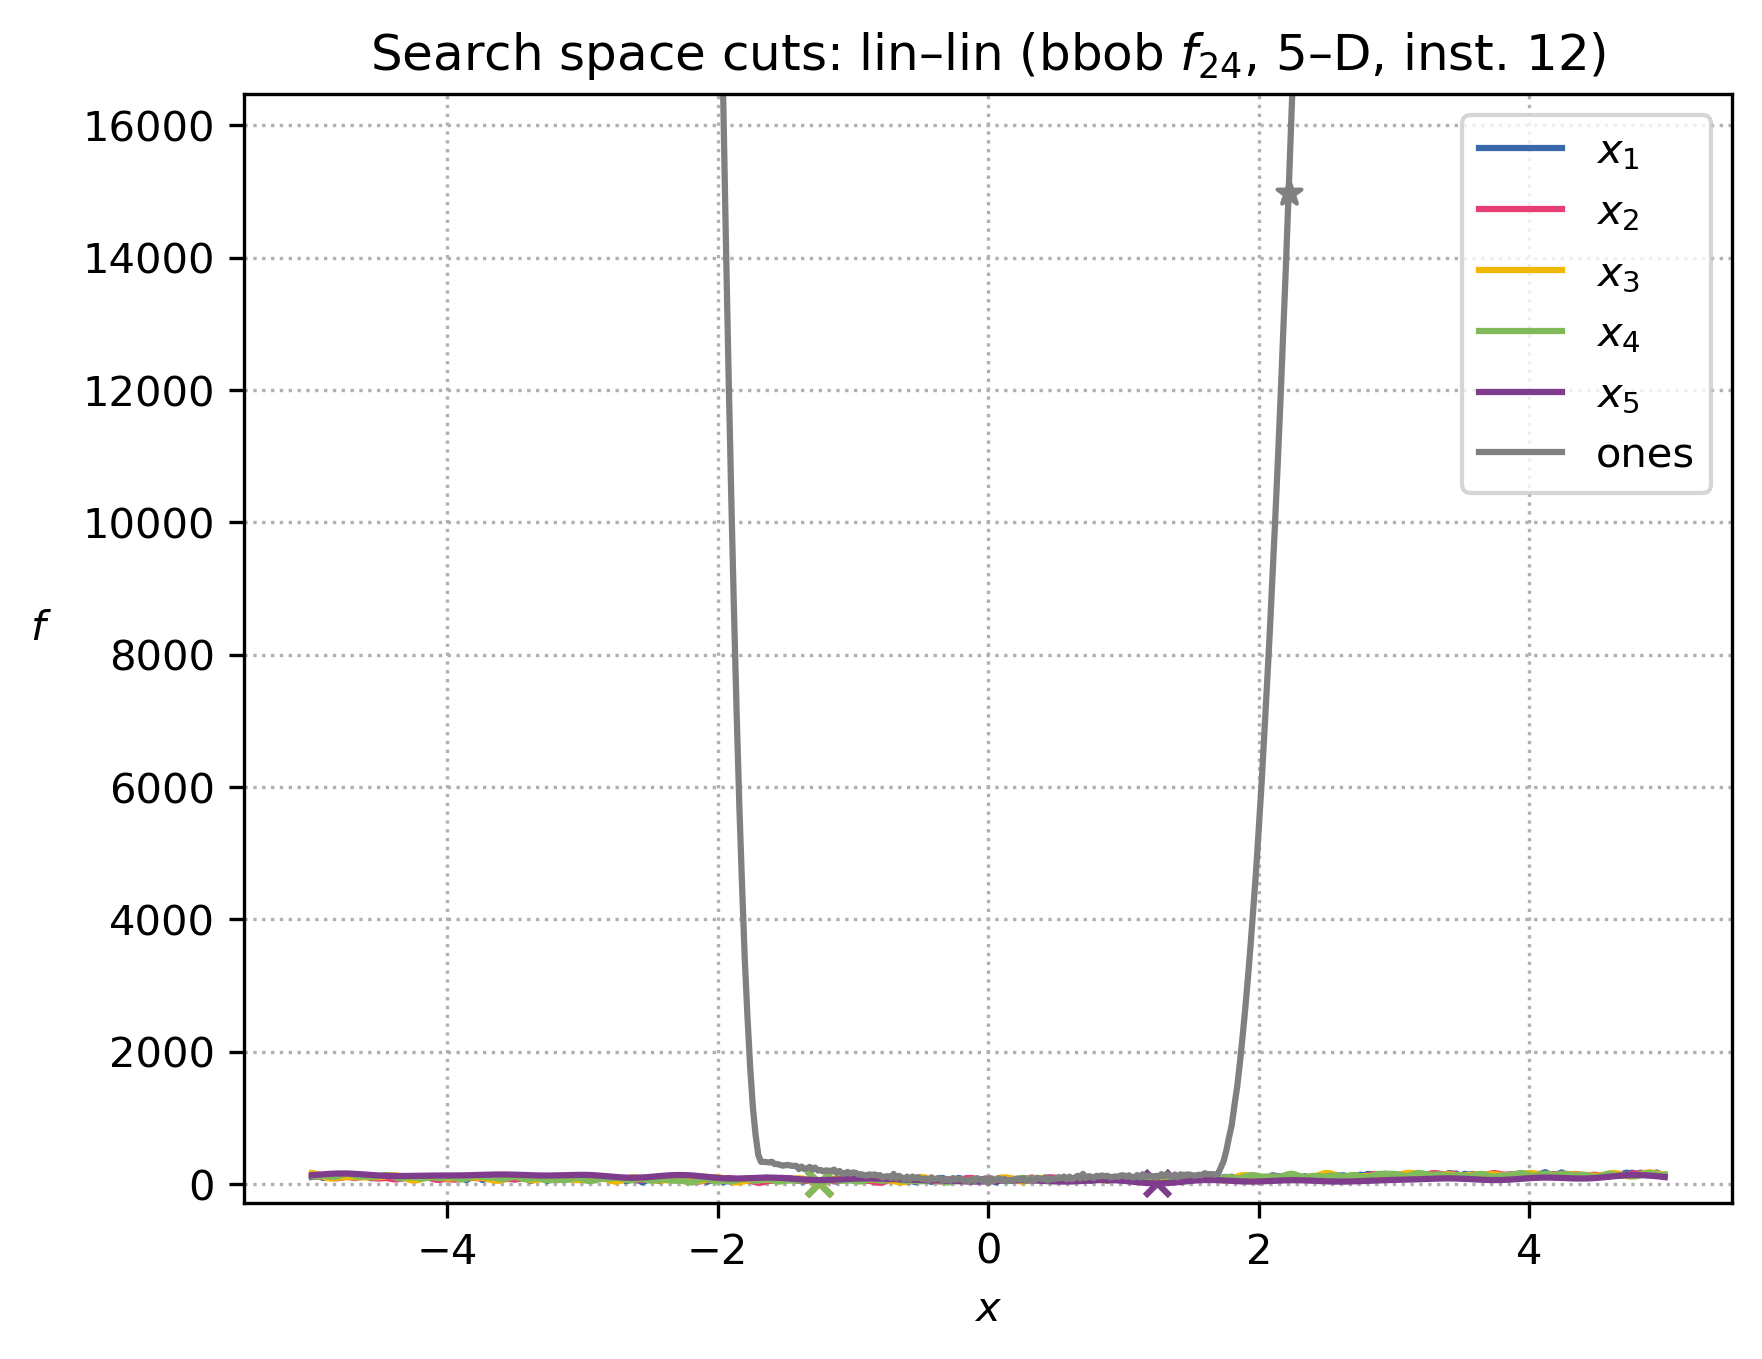 Search space cuts: lin–lin (bbob f₂₄, 5–D, inst. 12)
16000
14000
12000
10000
8000
6000
4000
2000
0
f
−4
−2
0
2
4
x
x₁
x₂
x₃
x₄
x₅
ones